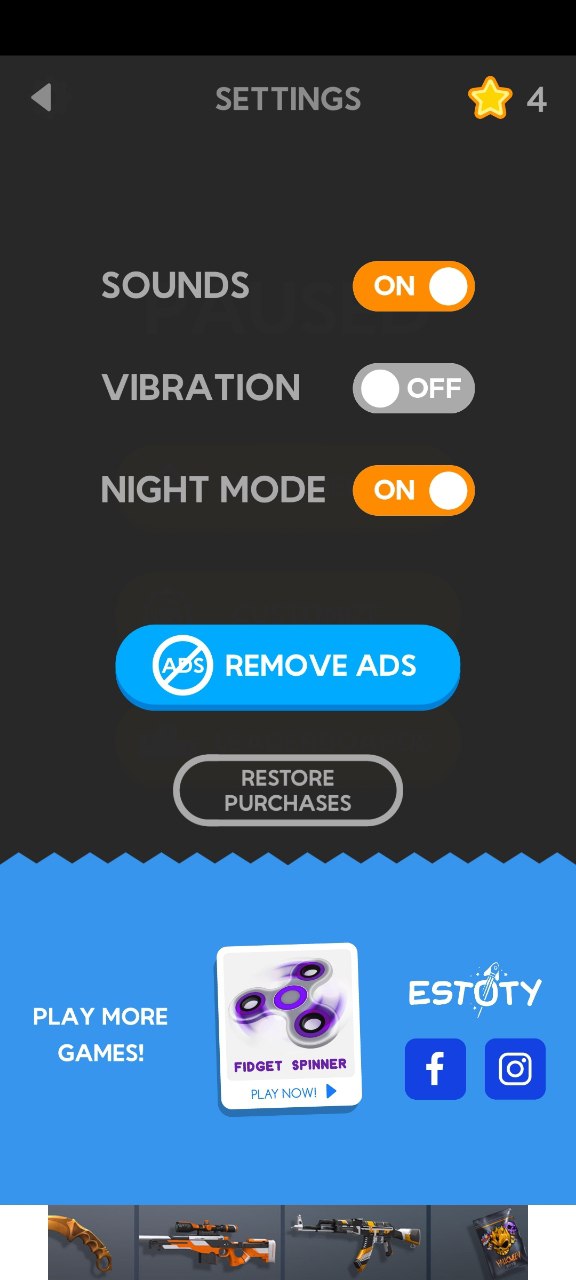 SETTINGS
4
SOUNDS
ON
PAUSED
VIBRATION
OFF
NIGHT MODE
ON
ADS
REMOVE ADS
RESTORE
PURCHASES
PLAY MORE
GAMES!
FIDGET SPINNER
PLAY NOW!
ESTOTY